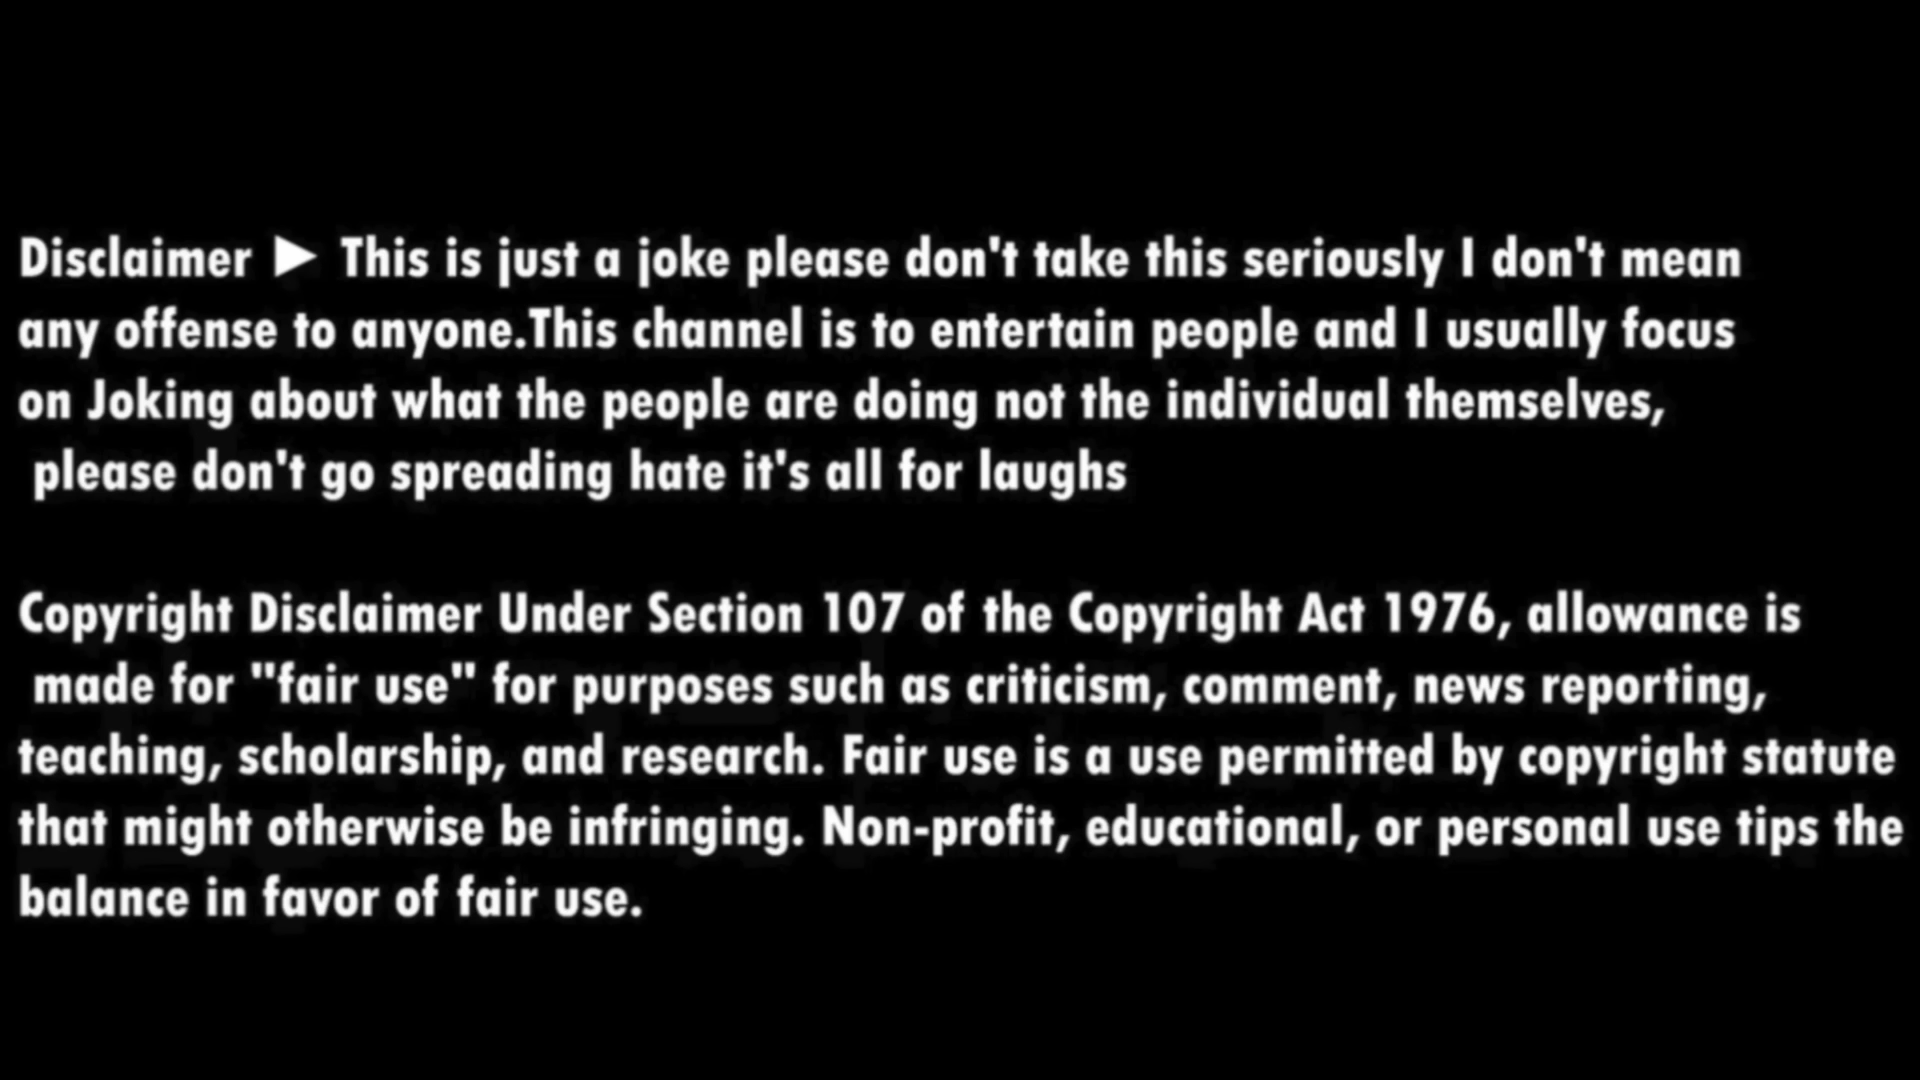 Disclaimer ► This is just a joke please don't take this seriously I don't mean
any offense to anyone.This channel is to entertain people and I usually focus
on Joking about what the people are doing not the individual themselves,
please don't go spreading hate it's all for laughs
Copyright Disclaimer Under Section 107 of the Copyright Act 1976, allowance is
made for "fair use" for purposes such as criticism, comment, news reporting,
teaching, scholarship, and research. Fair use is a use permitted by copyright statute
that might otherwise be infringing. Non-profit, educational, or personal use tips the
balance in favor of fair use.